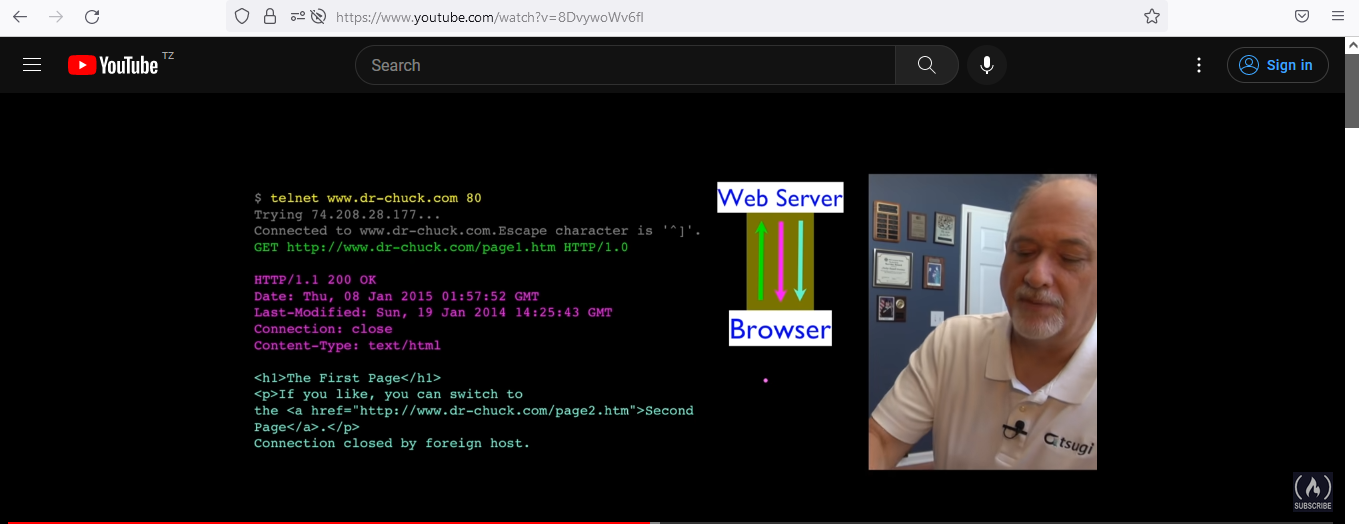 https://www.youtube.com/watch?v=8DvywoWv6fI
YouTube TZ
Search
Sign in
$ telnet www.dr-chuck.com 80
Trying 74.208.28.177...
Connected to www.dr-chuck.com.Escape character is '^]'.
GET http://www.dr-chuck.com/page1.htm HTTP/1.0
HTTP/1.1 200 OK
Date: Thu, 08 Jan 2015 01:57:52 GMT
Last-Modified: Sun, 19 Jan 2014 14:25:43 GMT
Connection: close
Content-Type: text/html
<h1>The First Page</h1>
<p>If you like, you can switch to
the <a href="http://www.dr-chuck.com/page2.htm">Second
Page</a>.</p>
Connection closed by foreign host.
Web Server
Browser
tsugi
SUBSCRIBE